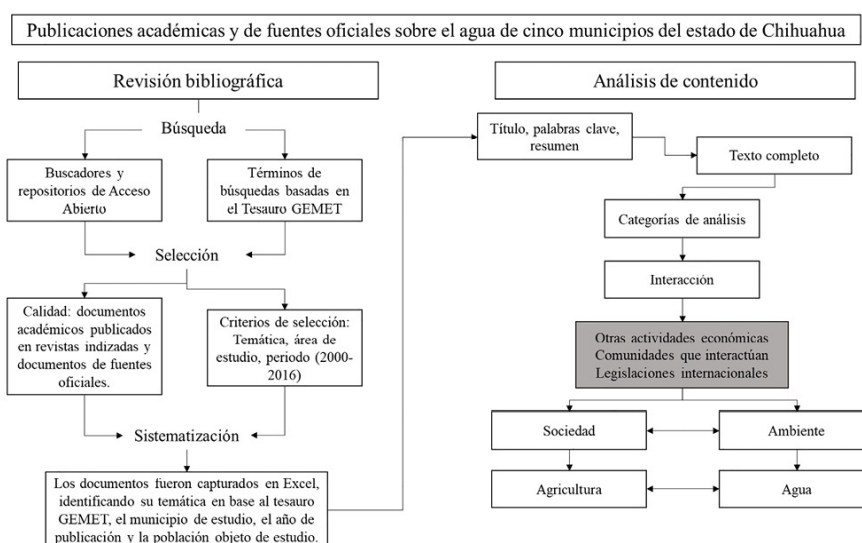 Publicaciones académicas y de fuentes oficiales sobre el agua de cinco municipios del estado de Chihuahua
Revisión bibliográfica
Búsqueda
Buscadores y
repositorios de Acceso
Abierto
Términos de
búsquedas basadas en
el Tesauro GEMET
Selección
Calidad: documentos
académicos publicados
en revistas indizadas y
documentos de fuentes
oficiales.
Criterios de selección:
Temática, área de
estudio, periodo (2000-
2016)
Sistematización
Los documentos fueron capturados en Excel,
identificando su temática en base al tesauro
GEMET, el municipio de estudio, el año de
publicación y la población objeto de estudio.
Análisis de contenido
Título, palabras clave,
resumen
Texto completo
Categorías de análisis
Interacción
Otras actividades económicas
Comunidades que interactúan
Legislaciones internacionales
Sociedad
Ambiente
Agricultura
Agua